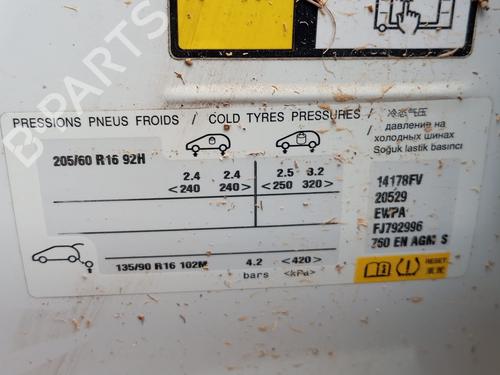 B PARTS
PRESSIONS PNEUS FROIDS / COLD TYRES PRESSURES / 冷态气压
/ давление на
холодных шинах
Soğuk lastik basıncı
205/60 R16 92H
2.4 2.4 2.5 3.2
<240 240> <250 320>
135/90 R16 102M 4.2 <420>
bars <kPa>
14178FV
20529
EWPA
FJ792996
760 EN AGM S
RESET